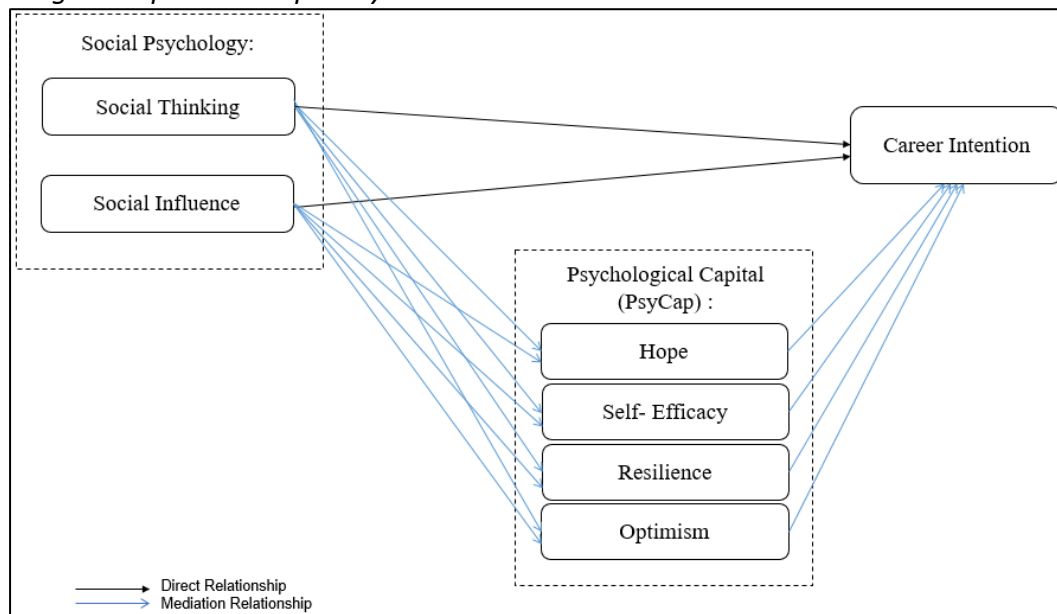 Social Psychology:
Social Thinking
Social Influence
Career Intention
Psychological Capital
(PsyCap) :
Hope
Self- Efficacy
Resilience
Optimism
Direct Relationship
Mediation Relationship